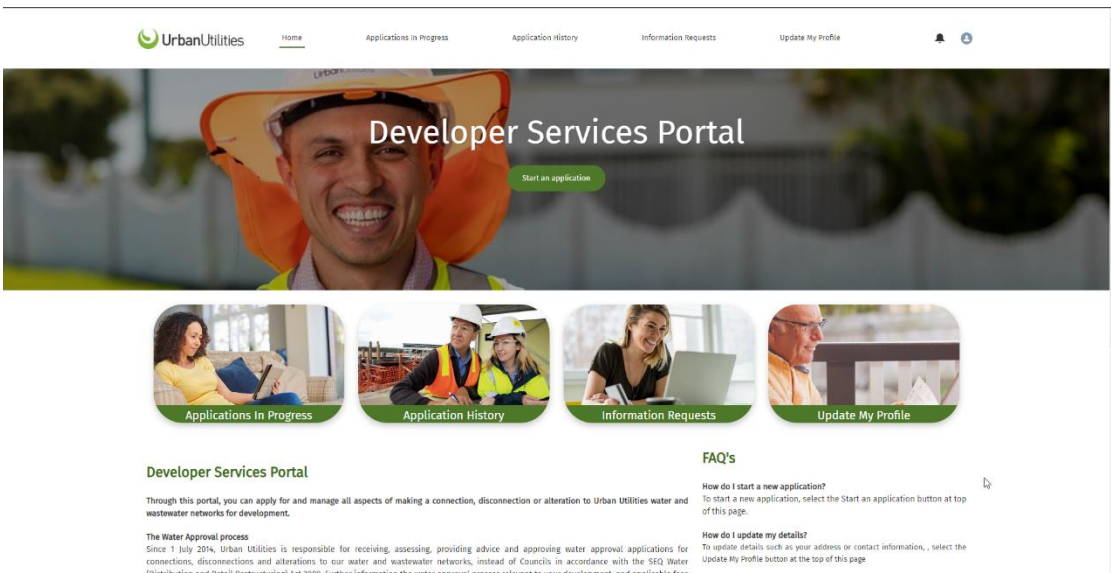 UrbanUtilities
Home
Applications In Progress
Application History
Information Requests
Update My Profile
Urban
Developer Services Portal
Start an application
Applications In Progress
Application History
Information Requests
Update My Profile
Developer Services Portal
Through this portal, you can apply for and manage all aspects of making a connection, disconnection or alteration to Urban Utilities water and
wastewater networks for development.
The Water Approval process
Since 1 July 2014, Urban Utilities is responsible for receiving, assessing, providing advice and approving water approval applications for
connections, disconnections and alterations to our water and wastewater networks, instead of Councils in accordance with the SEQ Water
FAQ's
How do I start a new application?
To start a new application, select the Start an application button at top
of this page.
How do I update my details?
To update details such as your address or contact information, , select the
Update My Profile button at the top of this page